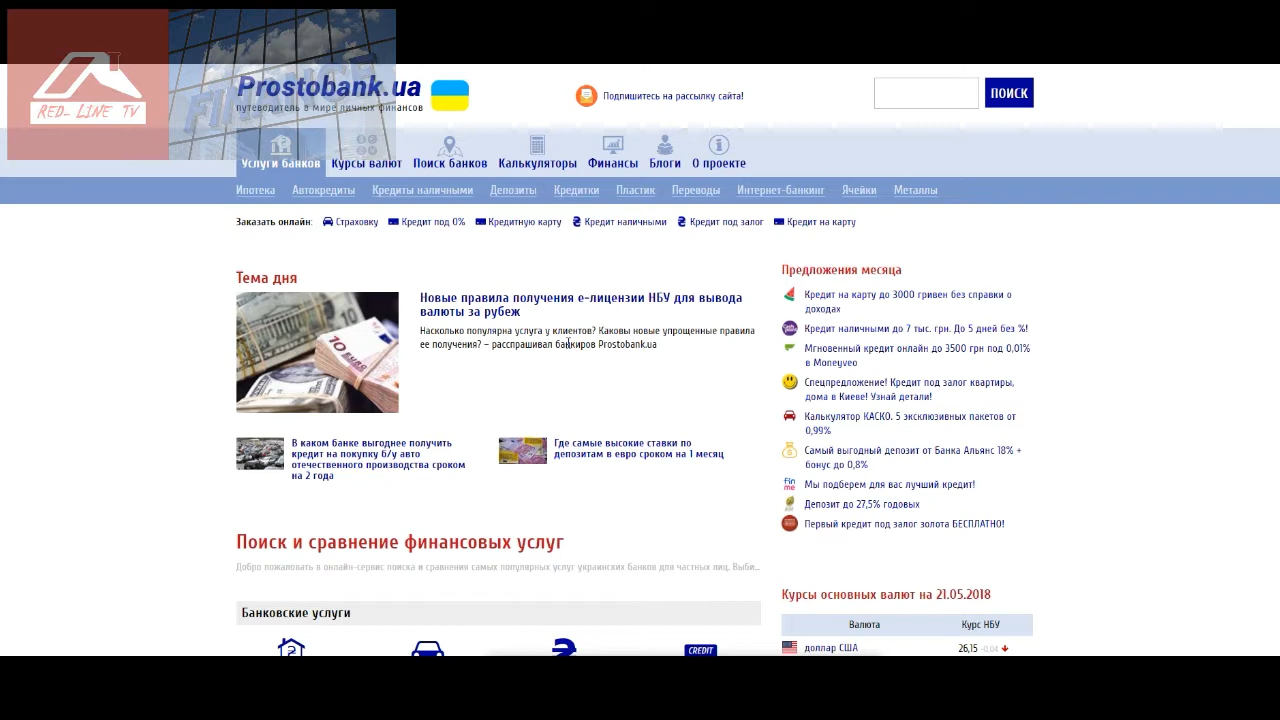 RED-LINE TV
FINANCE
Prostobank.ua
путеводитель в мире личных финансов
Подпишитесь на рассылку сайта!
ПОИСК
Услуги банков Курсы валют Поиск банков Калькуляторы Финансы Блоги О проекте
Ипотека Автокредиты Кредиты наличными Депозиты Кредитки Пластик Переводы Интернет-банкинг Ячейки Металлы
Заказать онлайн: Страховку Кредит под 0% Кредитную карту Кредит наличными Кредит под залог Кредит на карту
Тема дня
Новые правила получения е-лицензии НБУ для вывода
валюты за рубеж
Насколько популярна услуга у клиентов? Каковы новые упрощенные правила
ее получения? – расспрашивал банкиров Prostobank.ua
В каком банке выгоднее получить
кредит на покупку б/у авто
отечественного производства сроком
на 2 года
Где самые высокие ставки по
депозитам в евро сроком на 1 месяц
Поиск и сравнение финансовых услуг
Добро пожаловать в онлайн-сервис поиска и сравнения самых популярных услуг украинских банков для частных лиц. Выби...
Банковские услуги
CREDIT
Предложения месяца
Кредит на карту до 3000 гривен без справки о
доходах
Кредит наличными до 7 тыс. грн. До 5 дней без %!
Мгновенный кредит онлайн до 3500 грн под 0,01%
в Moneyveo
Спецпредложение! Кредит под залог квартиры,
дома в Киеве! Узнай детали!
Калькулятор КАСКО. 5 эксклюзивных пакетов от
0,99%
Самый выгодный депозит от Банка Альянс 18% +
бонус до 0,8%
fin
me
Мы подберем для вас лучший кредит!
Депозит до 27,5% годовых
Первый кредит под залог золота БЕСПЛАТНО!
Курсы основных валют на 21.05.2018
Валюта Курс НБУ
доллар США 26,15 -0,04